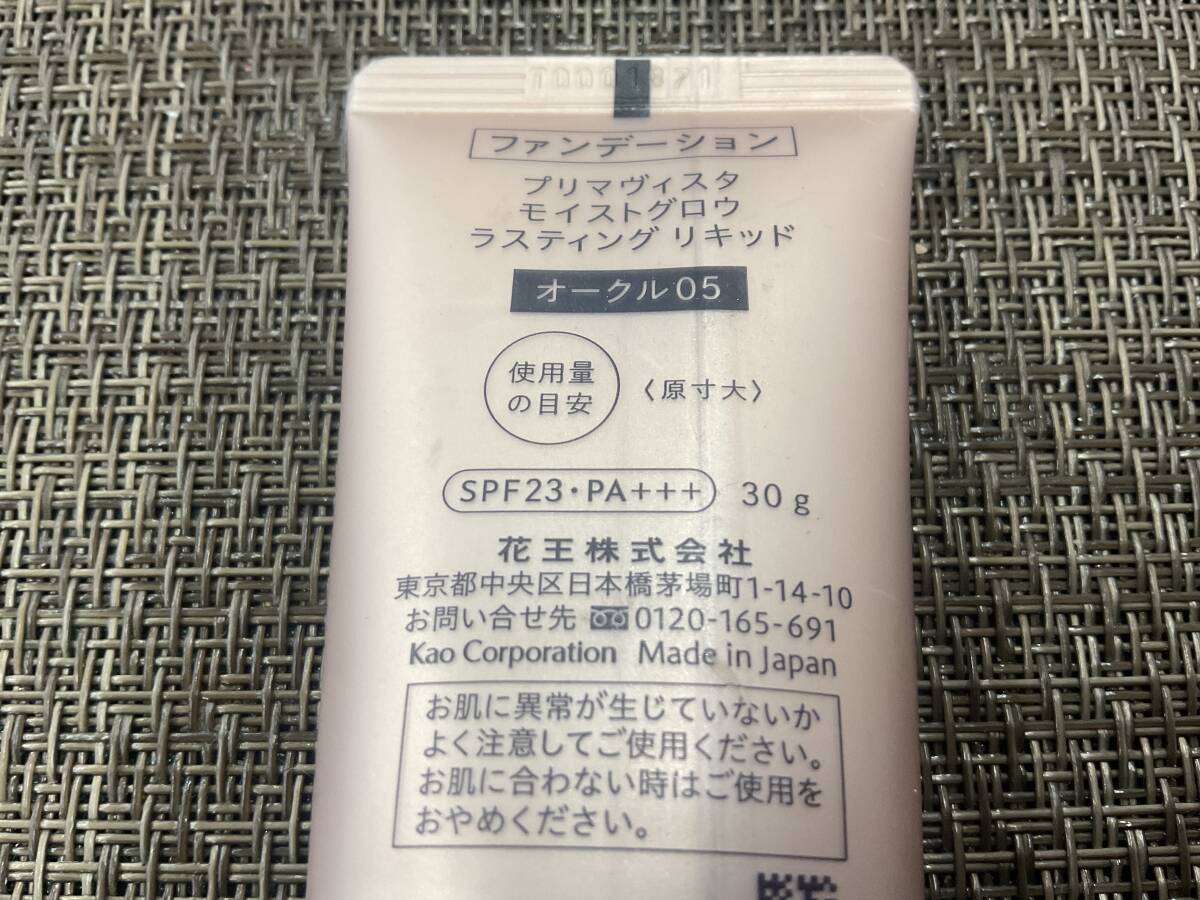 ファンデーション
プリマヴィスタ
モイストグロウ
ラスティング リキッド
オークル05
使用量
の目安
〈原寸大〉
SPF23・PA+++ 30g
花王株式会社
東京都中央区日本橋茅場町1-14-10
お問い合せ先 0120-165-691
Kao Corporation Made in Japan
お肌に異常が生じていないか
よく注意してご使用ください。
お肌に合わない時はご使用を
おやめください。